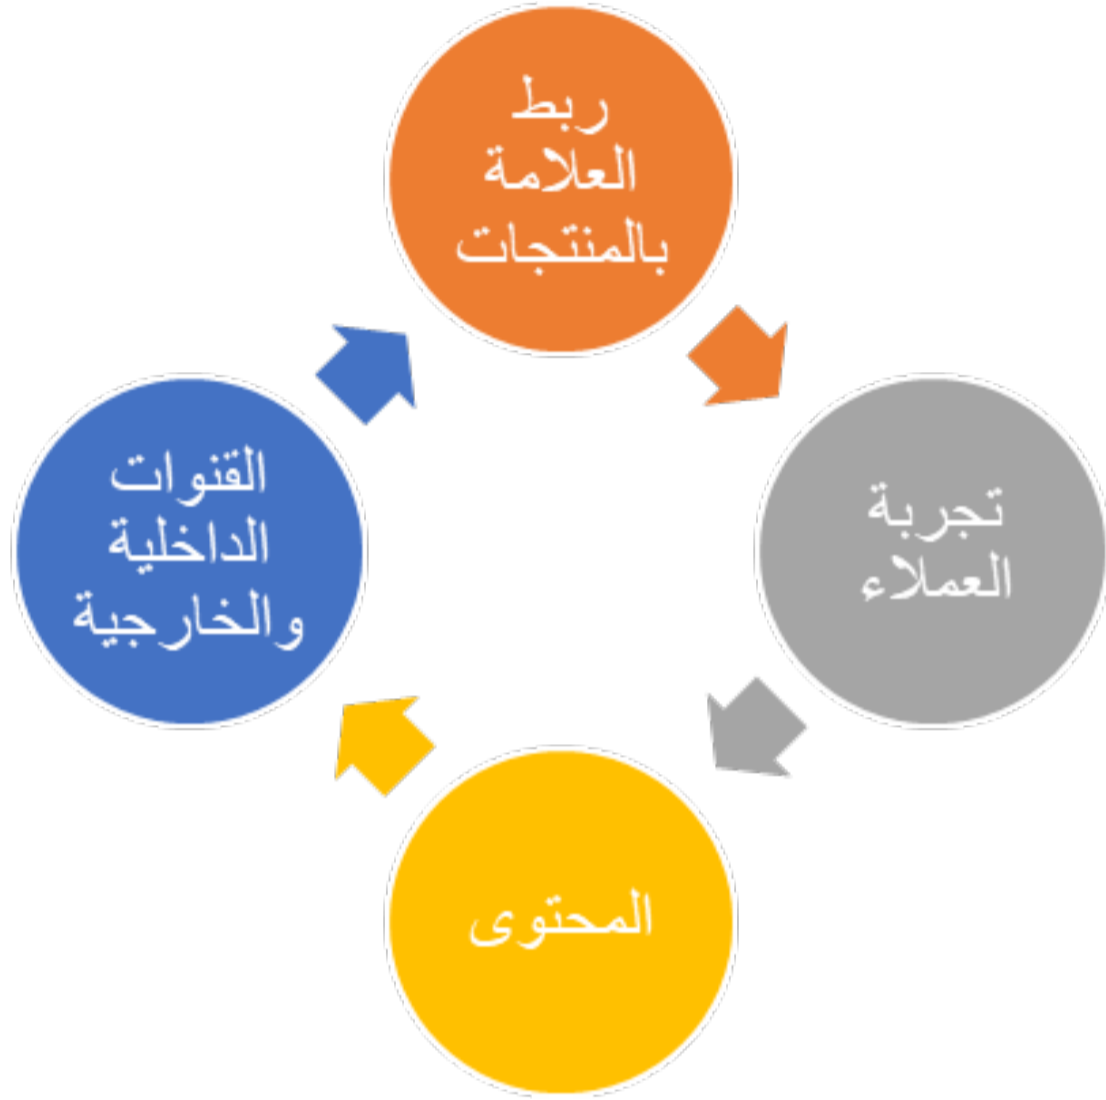 ربط
العلامة
بالمنتجات
تجربة
العملاء
المحتوى
القنوات
الداخلية
والخارجية